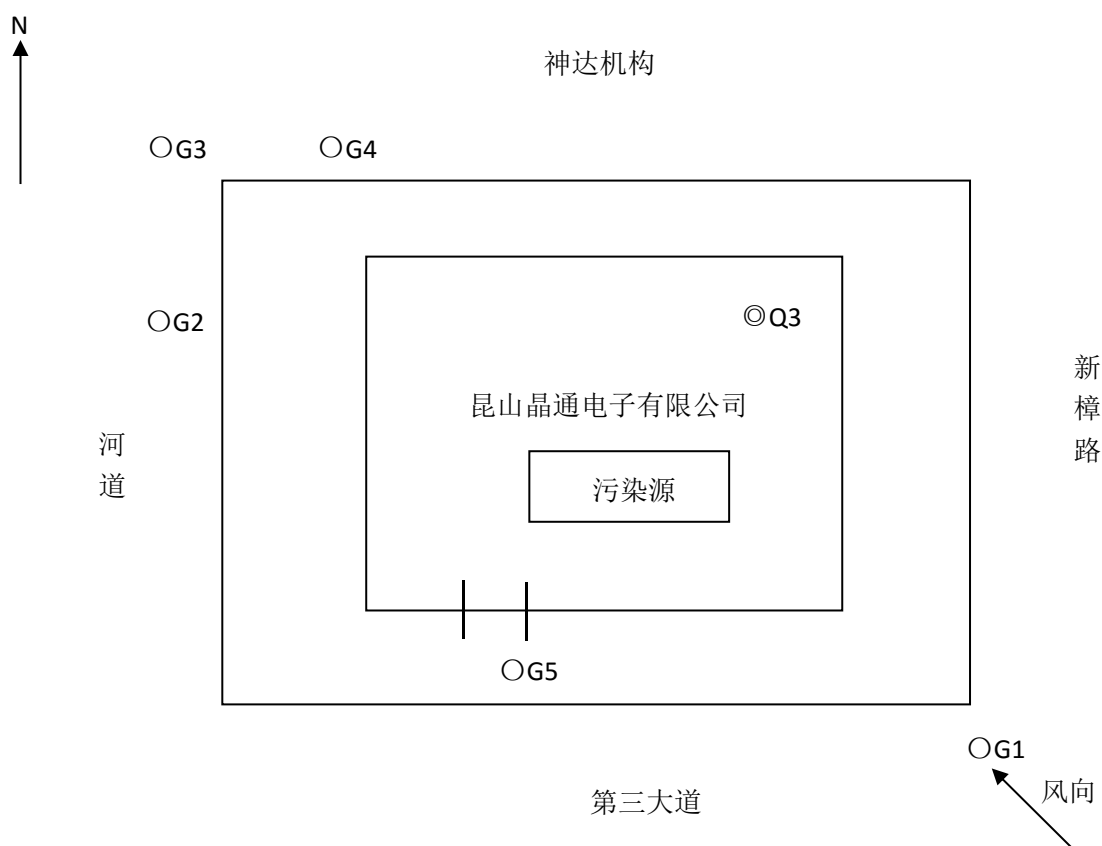 N
神达机构
○G3
○G4
○G2
◎Q3
新樟路
昆山晶通电子有限公司
河道
污染源
○G5
○G1
风向
第三大道